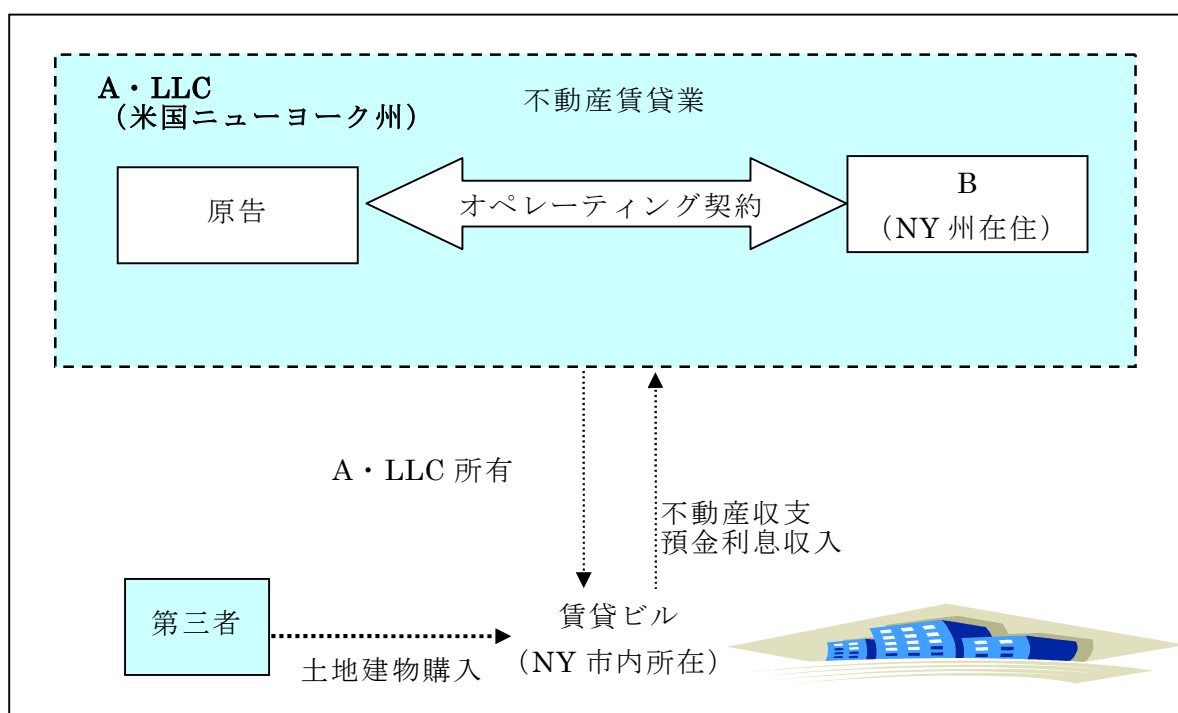 A・LLC
(米国ニューヨーク州)
不動産賃貸業
原告
オペレーティング契約
B
(NY 州在住)
A・LLC 所有
不動産収支
預金利息収入
第三者
土地建物購入
賃貸ビル
(NY 市内所在)